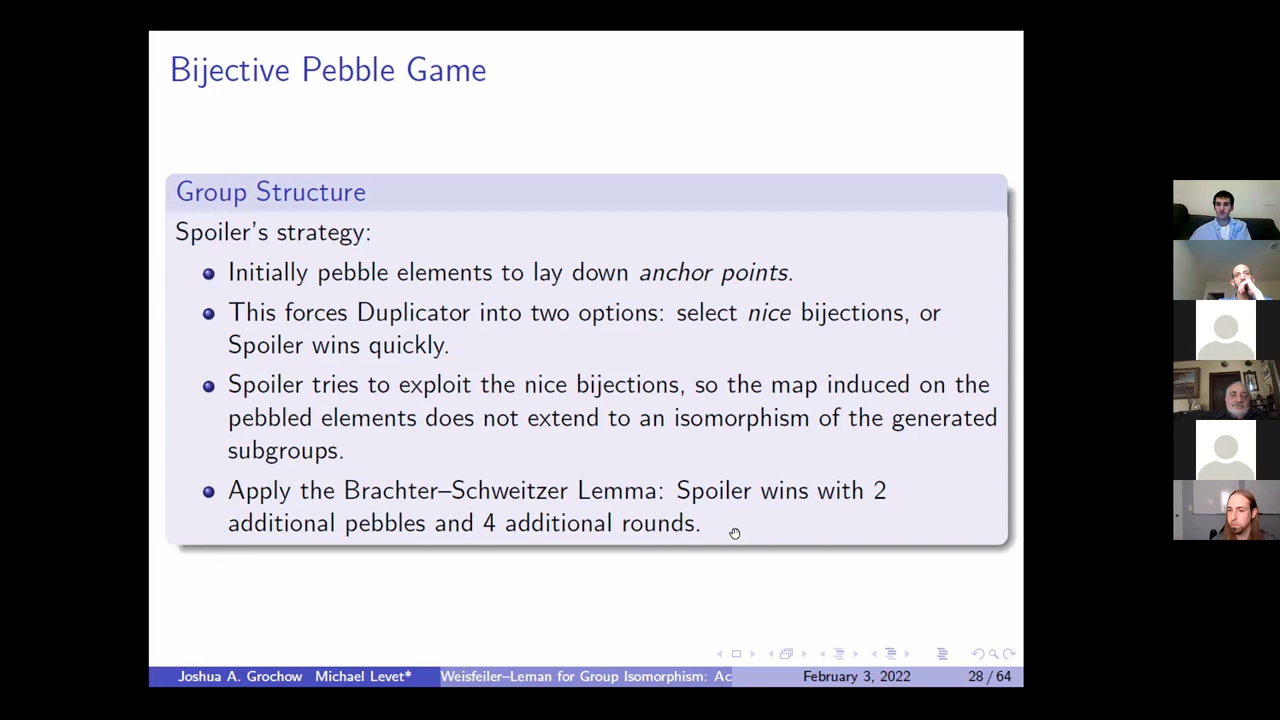 Bijective Pebble Game
Group Structure
Spoiler's strategy:
Initially pebble elements to lay down anchor points.
This forces Duplicator into two options: select nice bijections, or
Spoiler wins quickly.
Spoiler tries to exploit the nice bijections, so the map induced on the
pebbled elements does not extend to an isomorphism of the generated
subgroups.
Apply the Brachter–Schweitzer Lemma: Spoiler wins with 2
additional pebbles and 4 additional rounds.
Joshua A. Grochow Michael Levet* Weisfeiler–Leman for Group Isomorphism: Ac February 3, 2022 28 / 64